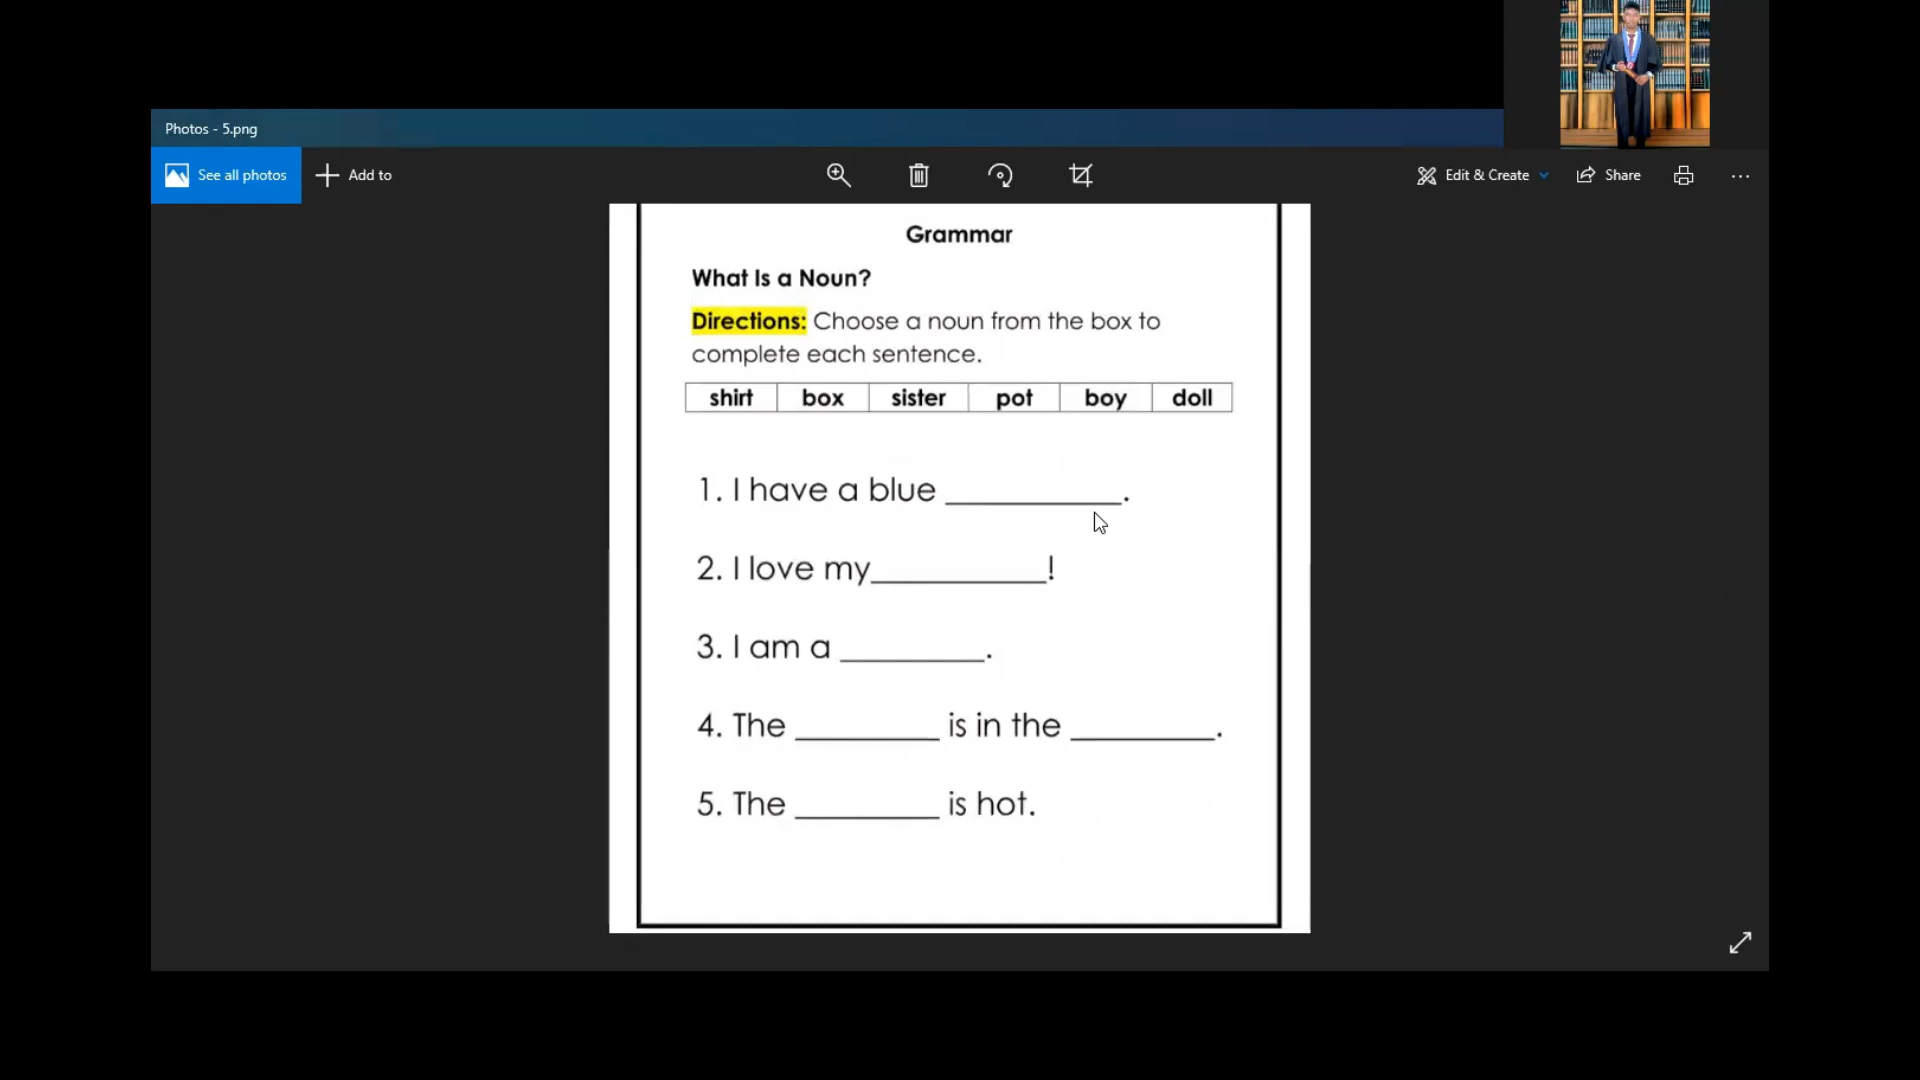 Photos - 5.png
See all photos
Add to
Edit & Create
Share
Grammar
What Is a Noun?
Directions: Choose a noun from the box to
complete each sentence.
shirt box sister pot boy doll
1. I have a blue __________.
2. I love my__________!
3. I am a ________.
4. The ________ is in the ________.
5. The ________ is hot.